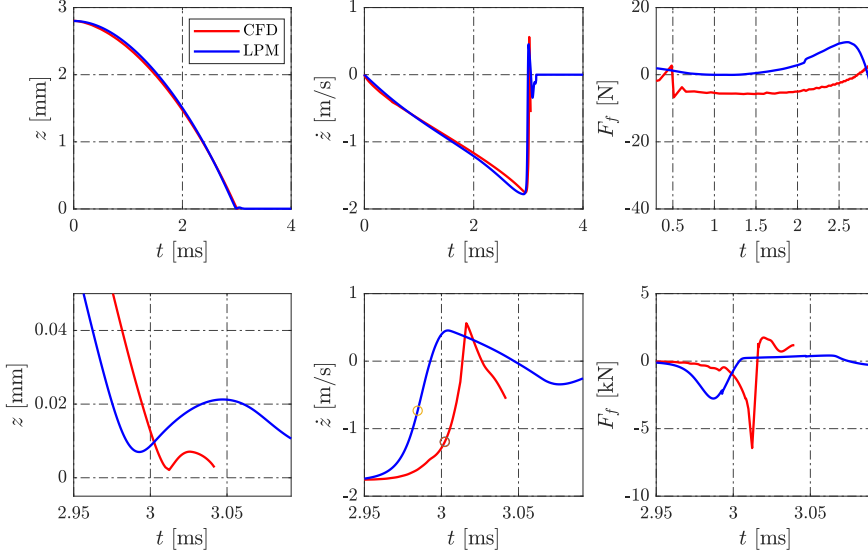 3
2
1
0
z [mm]
0 2 4
t [ms]
CFD
LPM
1
0
-1
-2
ż [m/s]
0 2 4
t [ms]
20
0
-20
-40
F_f [N]
0.5 1 1.5 2 2.5
t [ms]
0.04
0.02
0
z [mm]
2.95 3 3.05
t [ms]
1
0
-1
-2
ż [m/s]
2.95 3 3.05
t [ms]
5
0
-5
-10
F_f [kN]
2.95 3 3.05
t [ms]